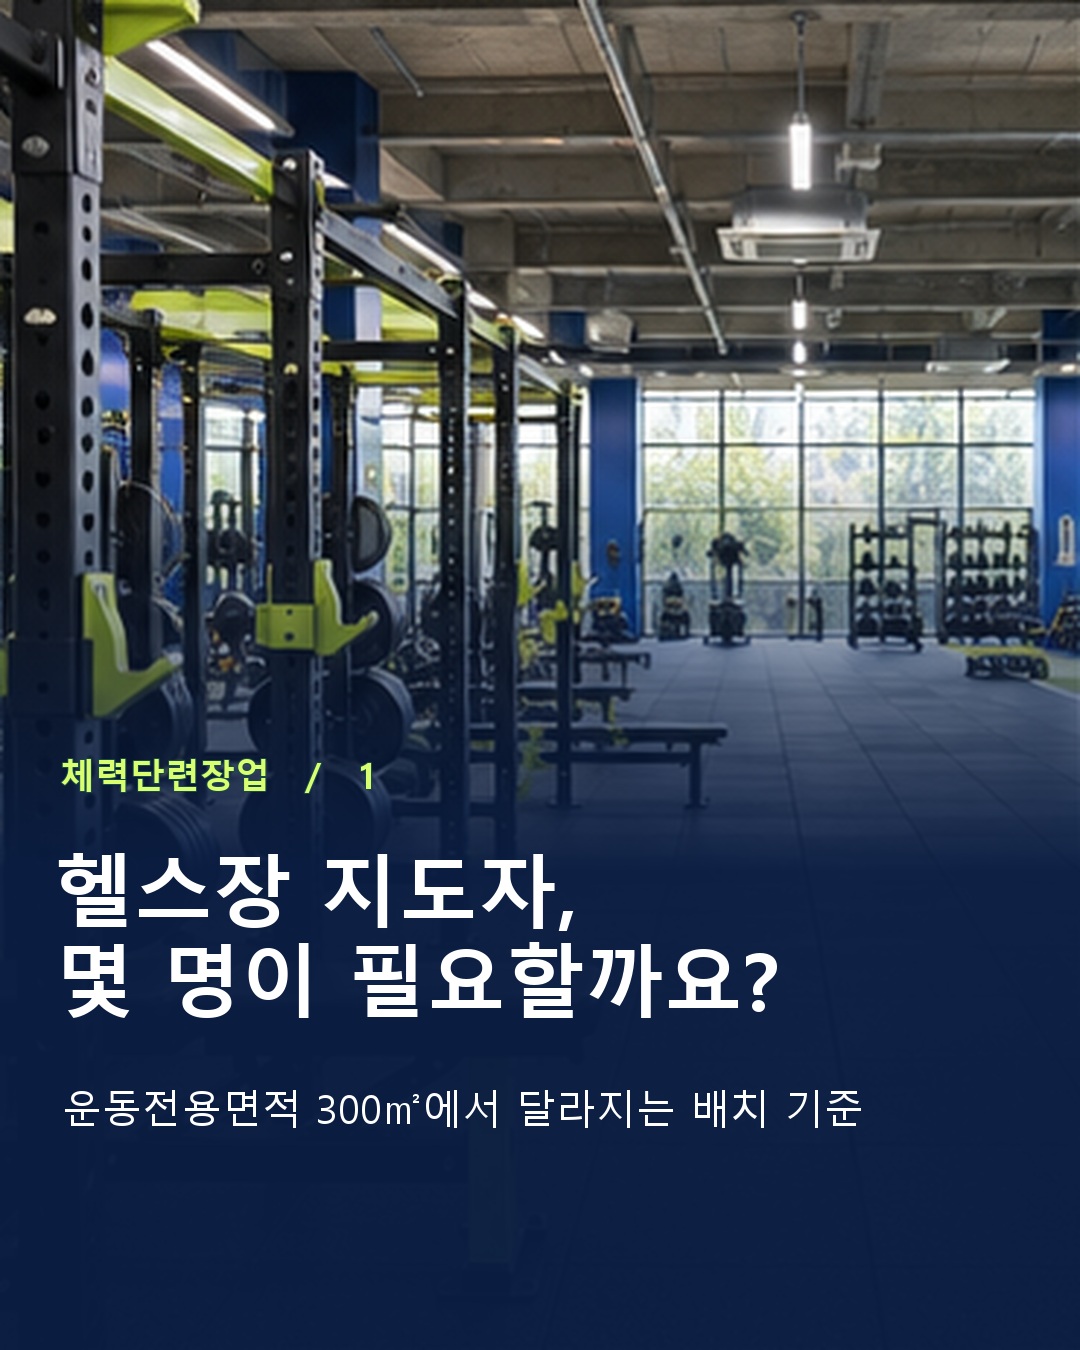 체력단련장업 / 1
헬스장 지도자,
몇 명이 필요할까요?
운동전용면적 300㎡에서 달라지는 배치 기준